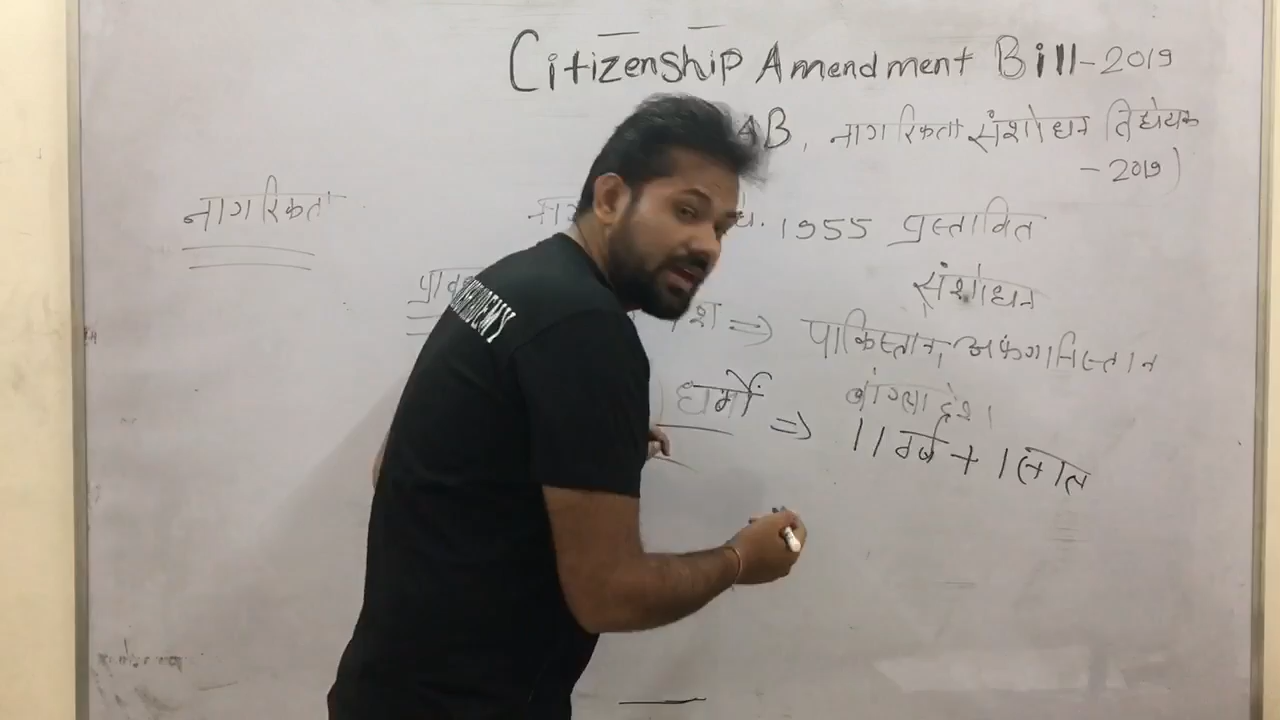 Citizenship Amendment Bill-2019
AB, नागरिकता संशोधन विधेयक
- 2019)
नागरिकता
1955 प्रस्तावित
संशोधन
पाकिस्तान, अफगानिस्तान
बांग्लादेश।
धर्मों ⇒ 11 वर्ष + 1 साल